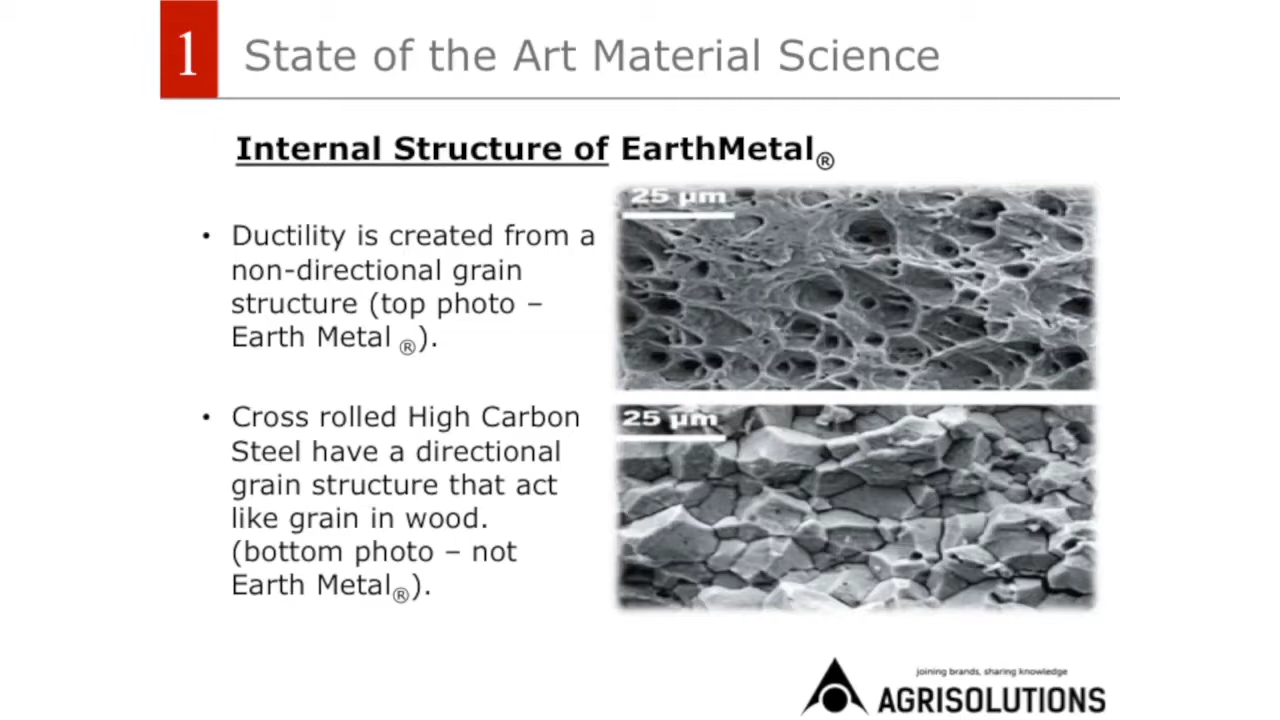 1
State of the Art Material Science
Internal Structure of EarthMetal®
• Ductility is created from a
non-directional grain
structure (top photo –
Earth Metal ®).
• Cross rolled High Carbon
Steel have a directional
grain structure that act
like grain in wood.
(bottom photo – not
Earth Metal®).
25 µm
25 µm
joining brands, sharing knowledge
AGRISOLUTIONS